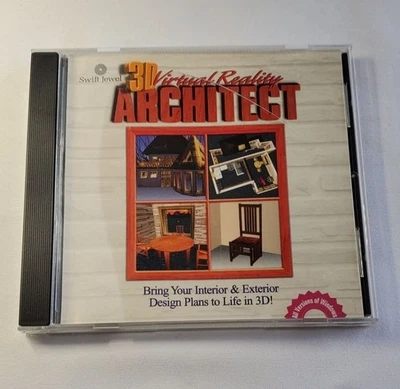 Swift Jewel
3D Virtual Reality
ARCHITECT
Bring Your Interior & Exterior
Design Plans to Life in 3D!
All Versions of Windows